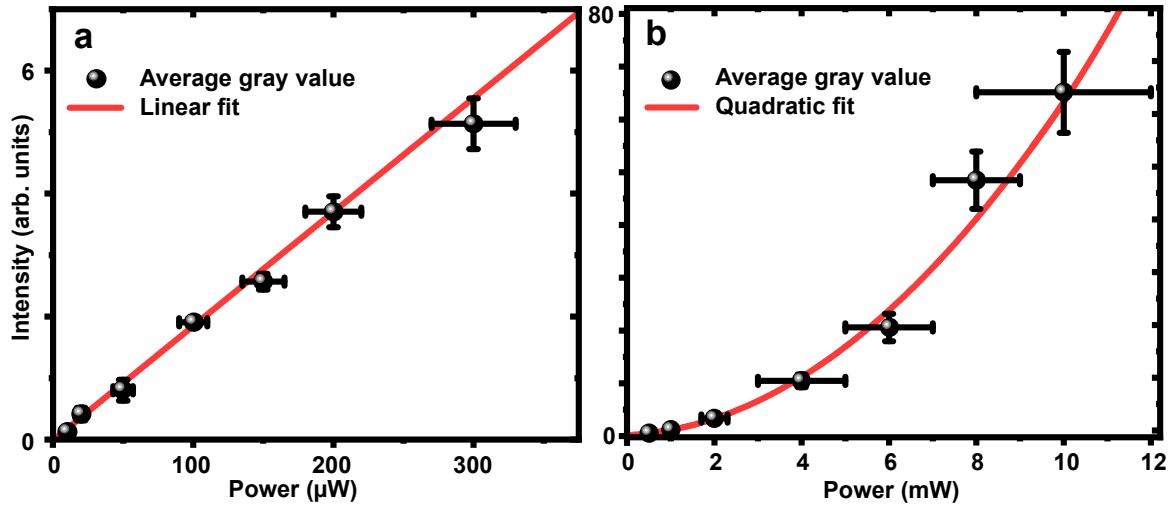 a
Average gray value
Linear fit
6
0
0 100 200 300
Power (µW)
Intensity (arb. units)
b
Average gray value
Quadratic fit
80
0
0 2 4 6 8 10 12
Power (mW)